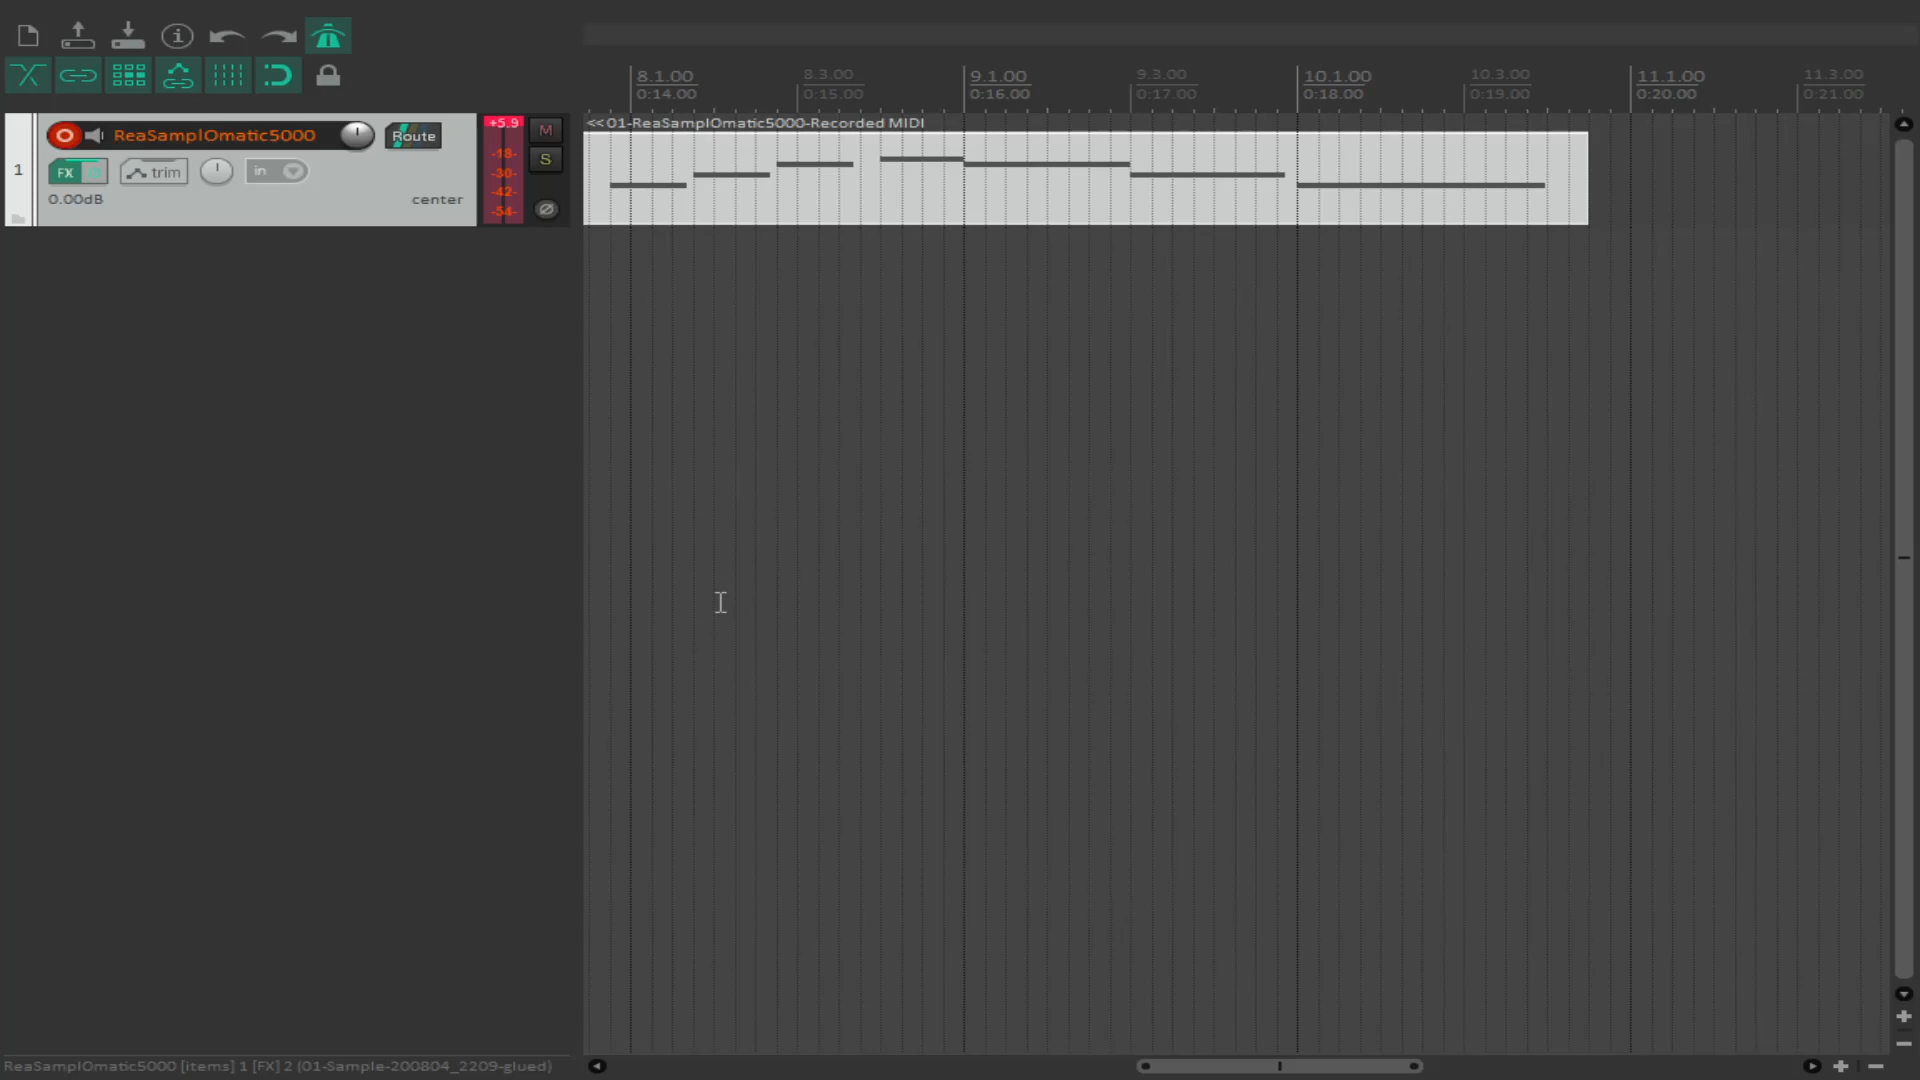 8.1.00 8.3.00 9.1.00 9.3.00 10.1.00 10.3.00 11.1.00 11.3.00
0:14.00 0:15.00 0:16.00 0:17.00 0:18.00 0:19.00 0:20.00 0:21.00
<<01-ReaSamplOmatic5000-Recorded MIDI
1
ReaSamplOmatic5000
Route
FX
trim
in
0.00dB
center
+5.9
-18-
-30-
-42-
-54-
M
S
ReaSamplOmatic5000 [items] 1 [FX] 2 (01-Sample-200804_2209-glued)